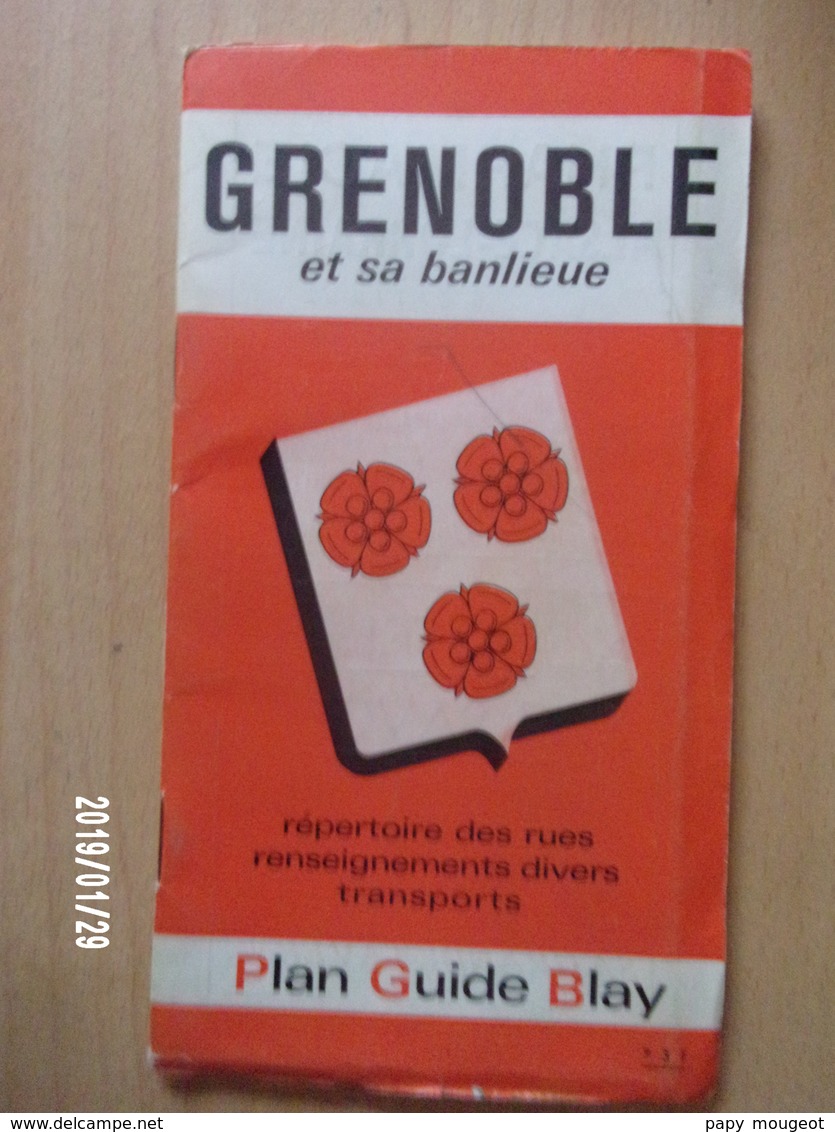 GRENOBLE
et sa banlieue
répertoire des rues
renseignements divers
transports
Plan Guide Blay
2019/01/29
www.delcampe.net
papy mougeot